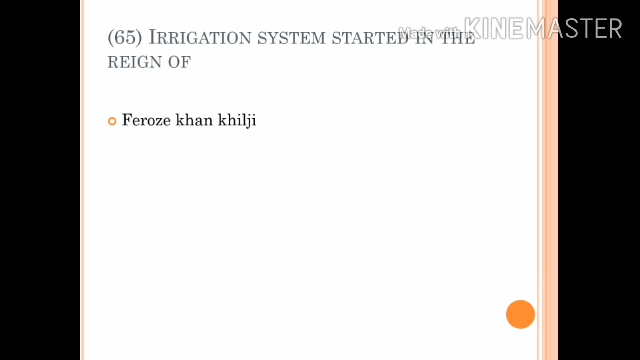 (65) IRRIGATION SYSTEM STARTED IN THE
REIGN OF
Made with KINEMASTER
Feroze khan khilji